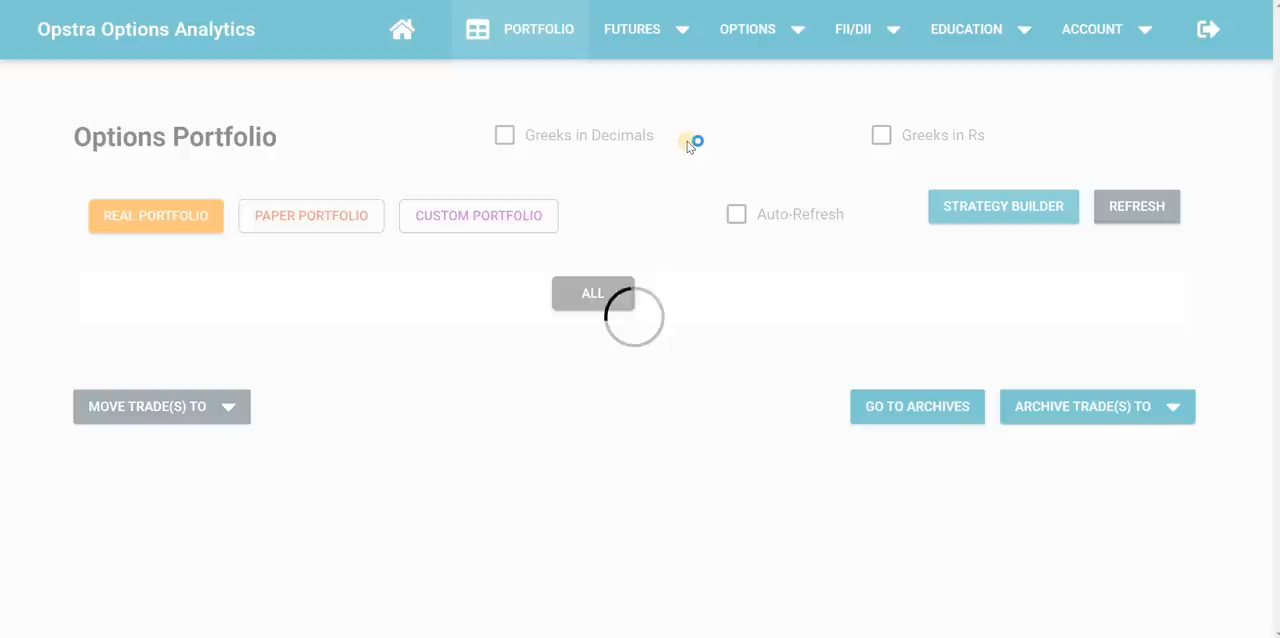 Opstra Options Analytics
PORTFOLIO
FUTURES
OPTIONS
FII/DII
EDUCATION
ACCOUNT
Options Portfolio
Greeks in Decimals
Greeks in Rs
REAL PORTFOLIO
PAPER PORTFOLIO
CUSTOM PORTFOLIO
Auto-Refresh
STRATEGY BUILDER
REFRESH
ALL
MOVE TRADE(S) TO
GO TO ARCHIVES
ARCHIVE TRADE(S) TO